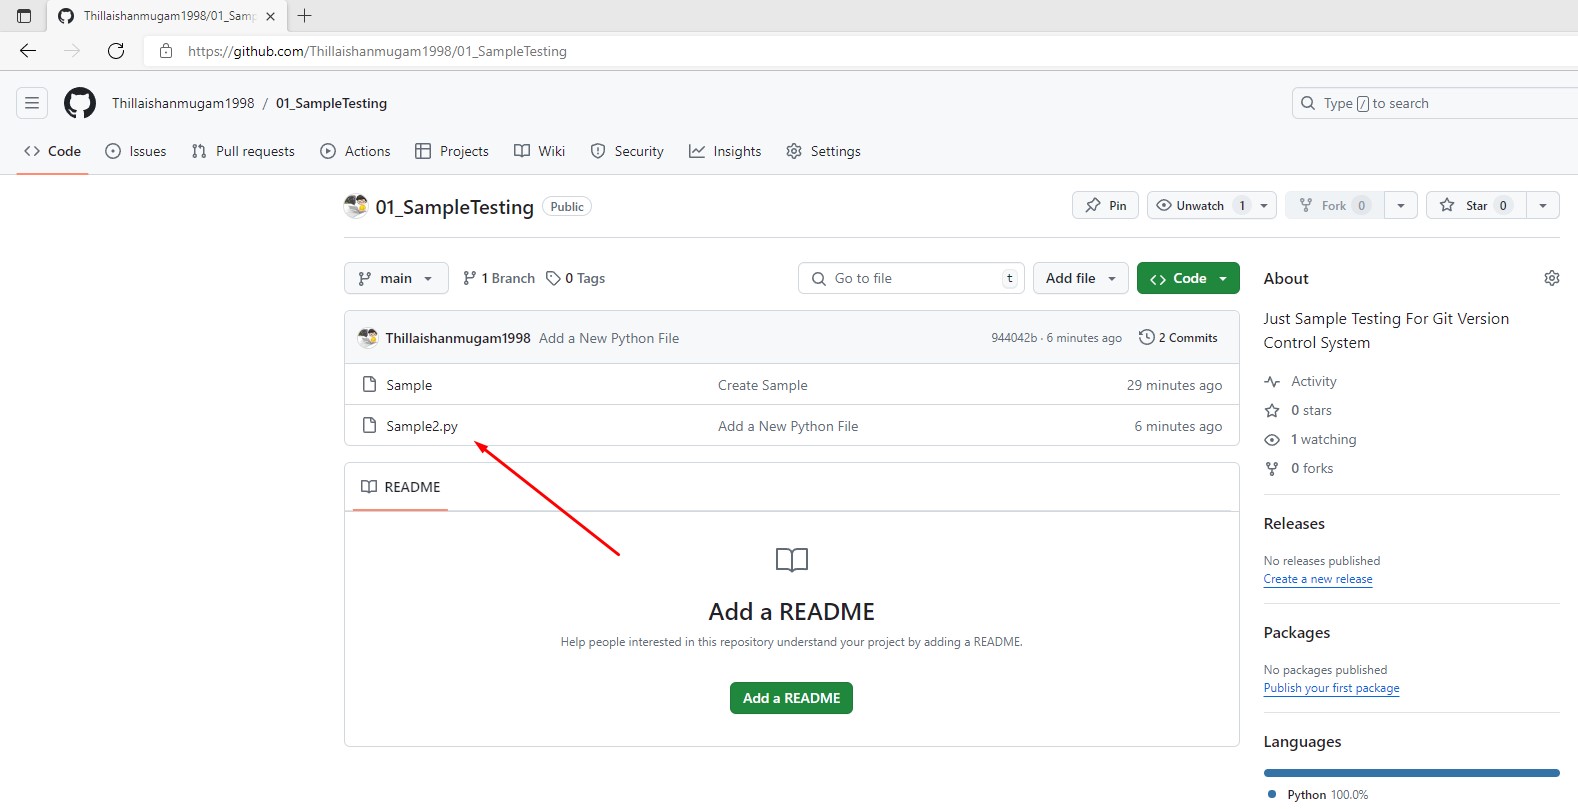 Thillaishanmugam1998/01_Samp
https://github.com/Thillaishanmugam1998/01_SampleTesting
Thillaishanmugam1998 / 01_SampleTesting
Type / to search
Code Issues Pull requests Actions Projects Wiki Security Insights Settings
01_SampleTesting Public
Pin Unwatch 1 Fork 0 Star 0
main 1 Branch 0 Tags Go to file t Add file Code
Thillaishanmugam1998 Add a New Python File 944042b · 6 minutes ago 2 Commits
Sample Create Sample 29 minutes ago
Sample2.py Add a New Python File 6 minutes ago
README
Add a README
Help people interested in this repository understand your project by adding a README.
Add a README
About
Just Sample Testing For Git Version
Control System
Activity
0 stars
1 watching
0 forks
Releases
No releases published
Create a new release
Packages
No packages published
Publish your first package
Languages
Python 100.0%